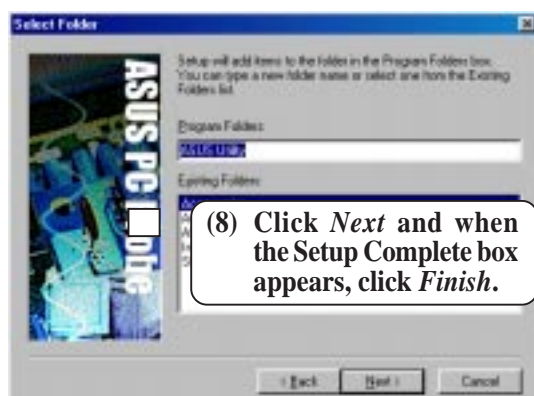 Select Folder
ASUS PC Probe
Setup will add items to the folder in the Program Folders box.
You can type a new folder name or select one from the Existing
Folders list.
Program Folders:
ASUS Utility
Existing Folders:
(8) Click Next and when
the Setup Complete box
appears, click Finish.
< Back
Next >
Cancel